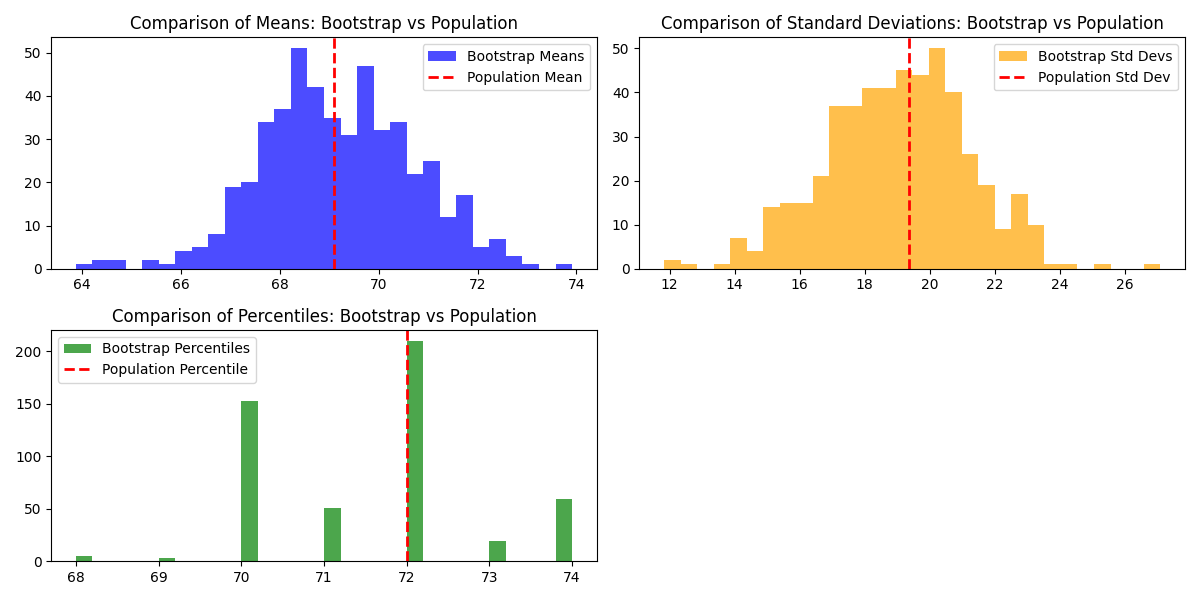 Comparison of Means: Bootstrap vs Population
50
40
30
20
10
0
64 66 68 70 72 74
Bootstrap Means
Population Mean
Comparison of Standard Deviations: Bootstrap vs Population
50
40
30
20
10
0
12 14 16 18 20 22 24 26
Bootstrap Std Devs
Population Std Dev
Comparison of Percentiles: Bootstrap vs Population
200
150
100
50
0
68 69 70 71 72 73 74
Bootstrap Percentiles
Population Percentile